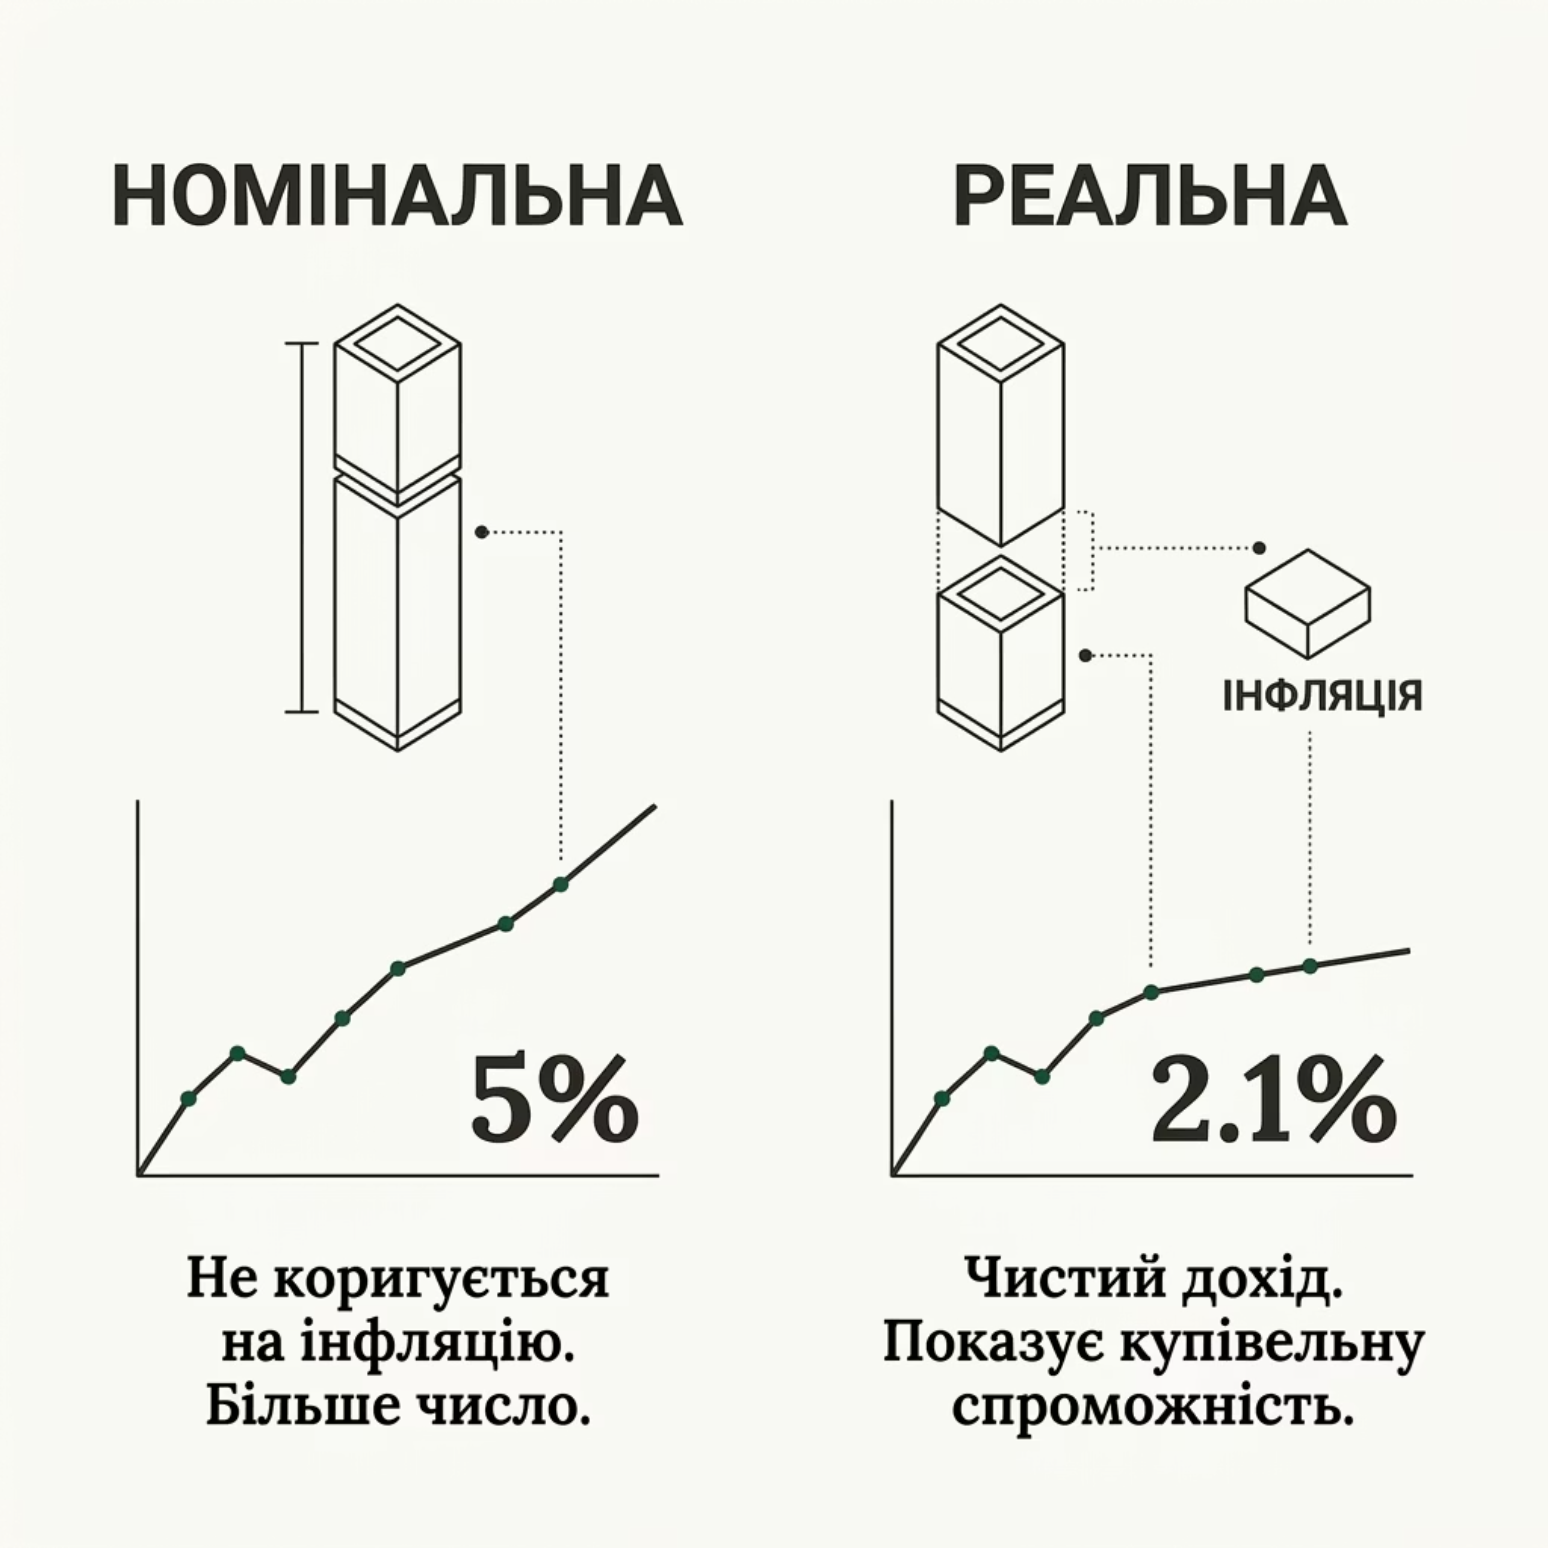 НОМІНАЛЬНА
РЕАЛЬНА
ІНФЛЯЦІЯ
5%
2.1%
Не коригується
на інфляцію.
Більше число.
Чистий дохід.
Показує купівельну
спроможність.